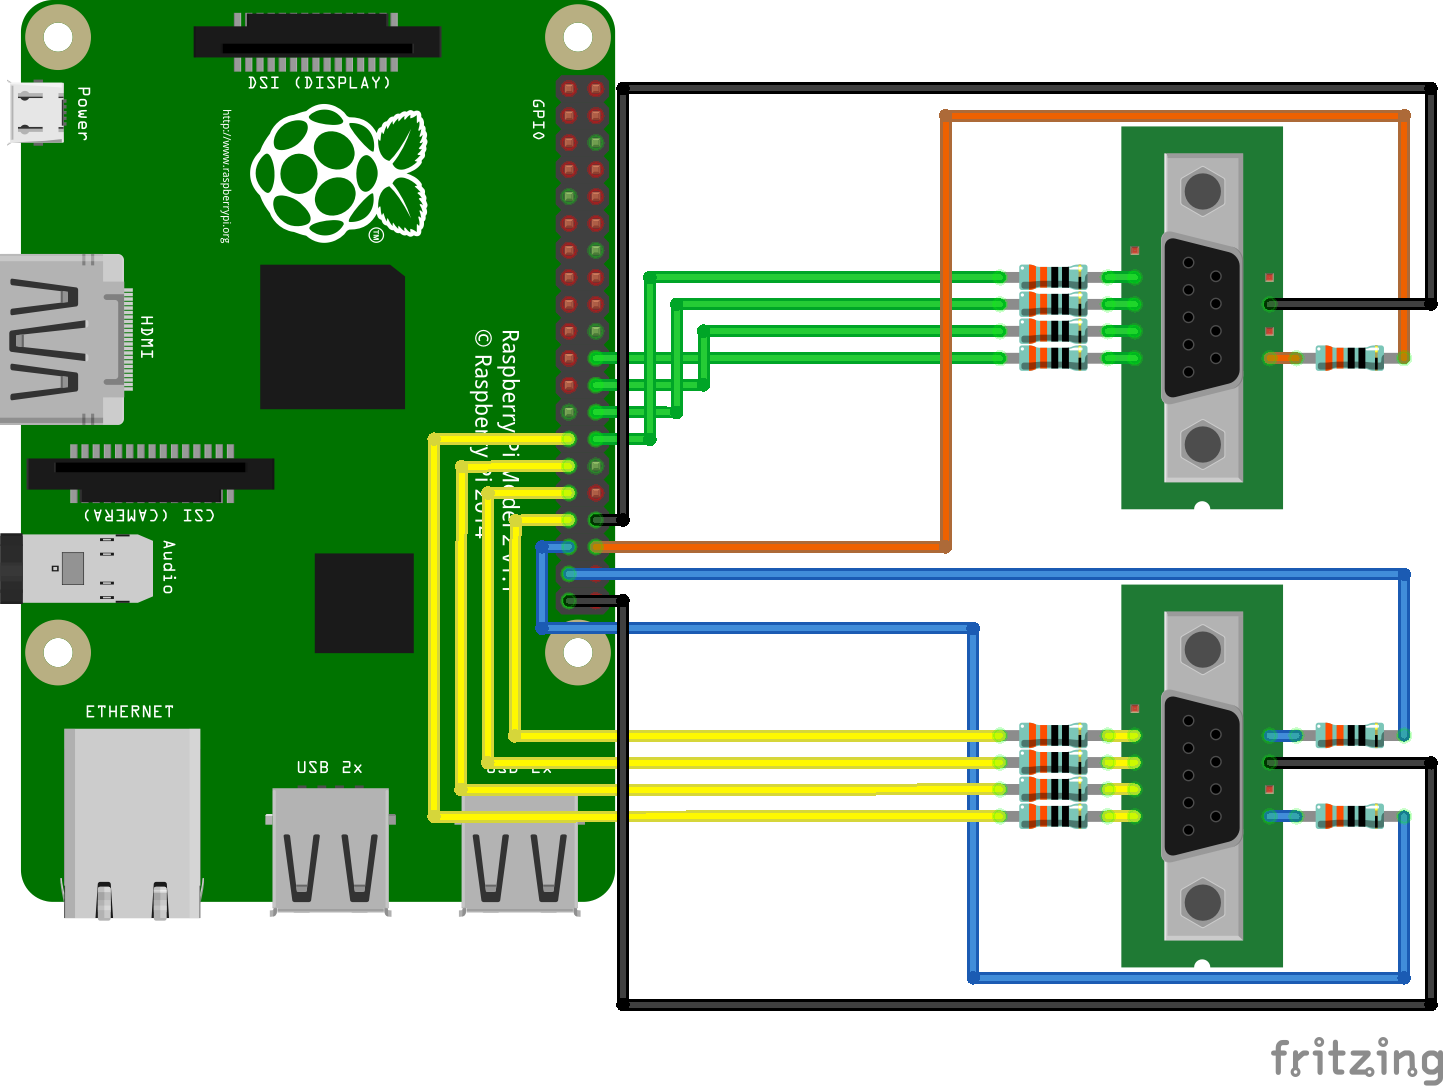 DSI (DISPLAY)
Power
GPIO
http://www.raspberrypi.org
TM
HDMI
CSI (CAMERA)
Audio
ETHERNET
USB 2x
USB 2x
Raspberry Pi Model 2 v1.1
© Raspberry Pi 2014
fritzing